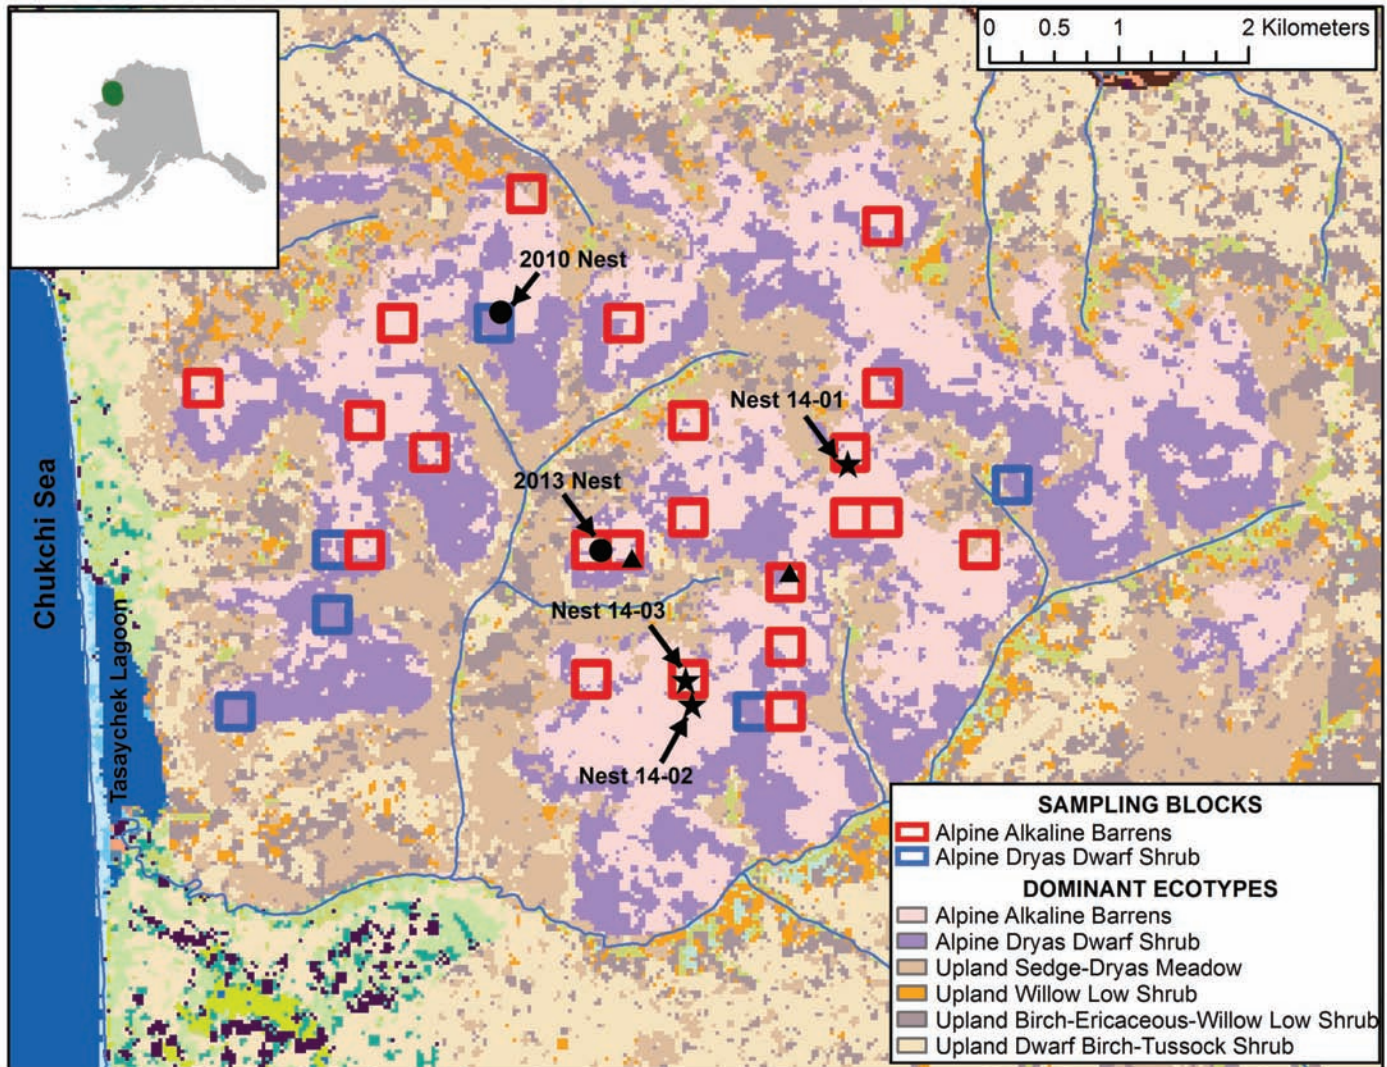 0 0.5 1 2 Kilometers
2010 Nest
Nest 14-01
2013 Nest
Chukchi Sea
Tasaychek Lagoon
Nest 14-03
Nest 14-02
SAMPLING BLOCKS
Alpine Alkaline Barrens
Alpine Dryas Dwarf Shrub
DOMINANT ECOTYPES
Alpine Alkaline Barrens
Alpine Dryas Dwarf Shrub
Upland Sedge-Dryas Meadow
Upland Willow Low Shrub
Upland Birch-Ericaceous-Willow Low Shrub
Upland Dwarf Birch-Tussock Shrub